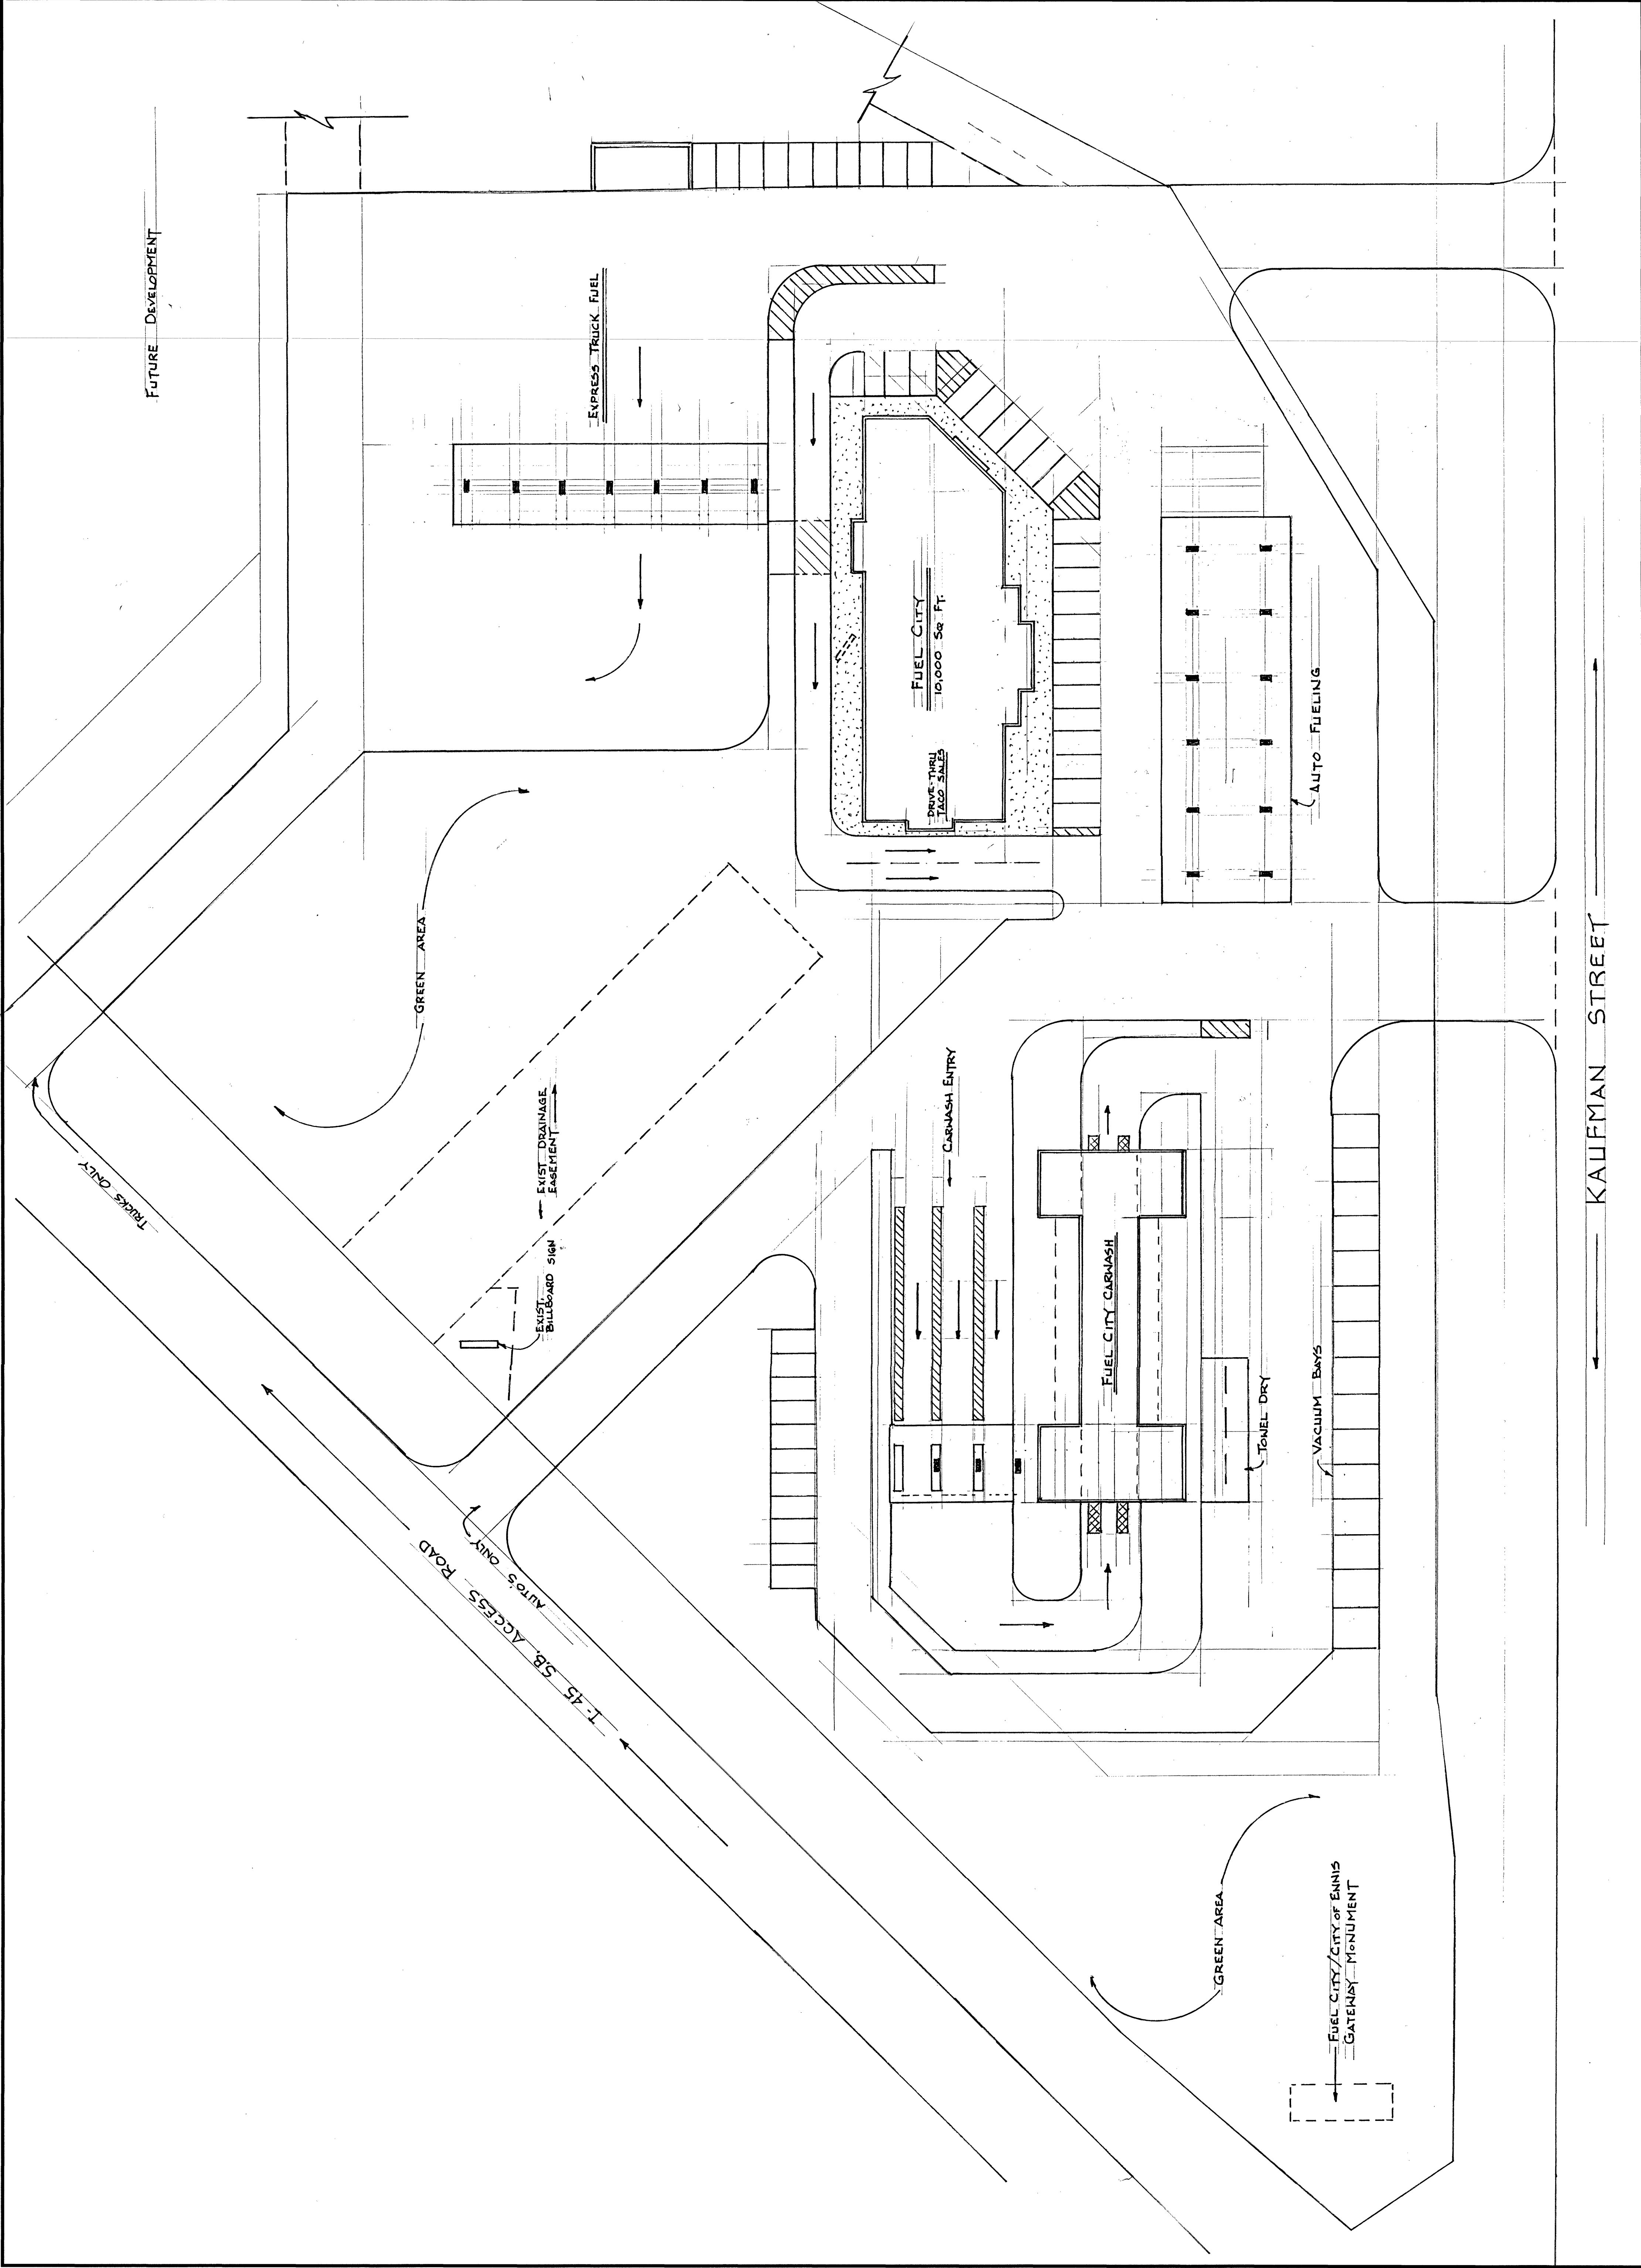 FUTURE DEVELOPMENT
EXPRESS TRUCK FUEL
FUEL CITY
10,000 SQ FT.
DRIVE-THRU
TACO SALES
AUTO FUELING
GREEN AREA
TRUCKS ONLY
EXIST DRAINAGE
EASEMENT
EXIST.
BILLBOARD SIGN
CARWASH ENTRY
FUEL CITY CARWASH
TOWEL DRY
VACUUM BAYS
AUTO'S ONLY
I-45 S.B. ACCESS ROAD
KAUFMAN STREET
GREEN AREA
FUEL CITY/CITY OF ENNIS
GATEWAY MONUMENT